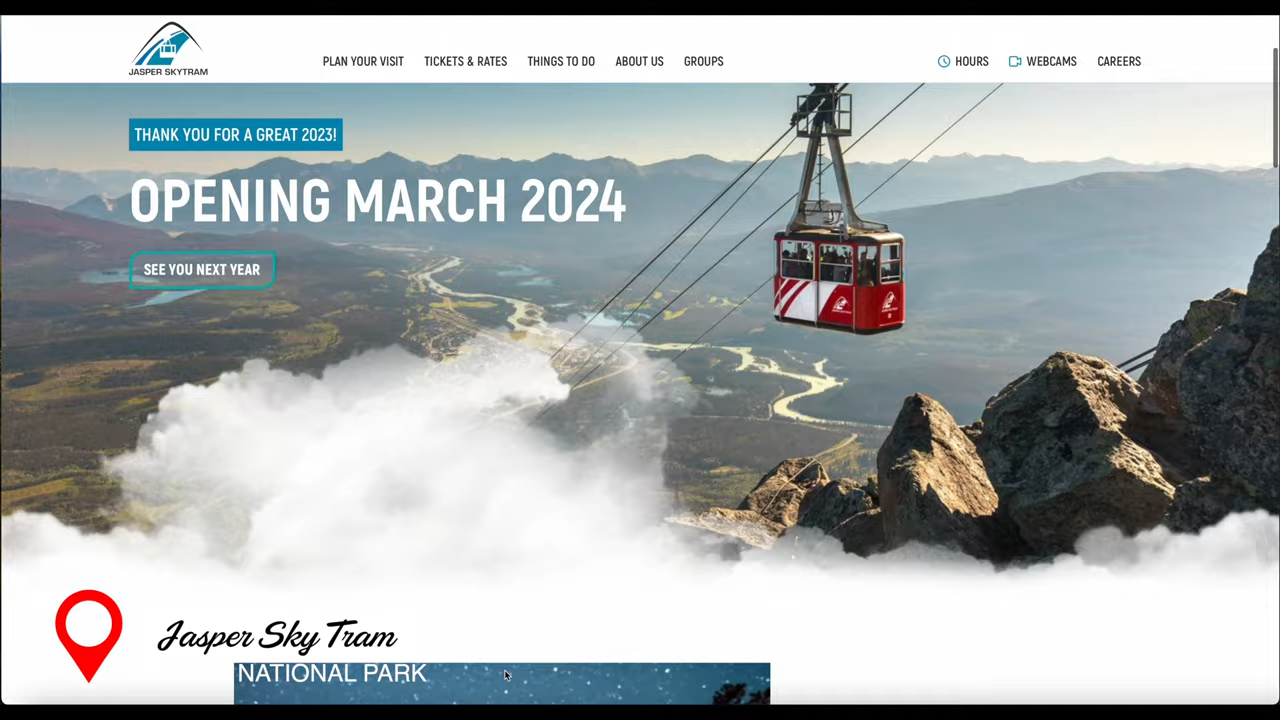 JASPER SKYTRAM
PLAN YOUR VISIT TICKETS & RATES THINGS TO DO ABOUT US GROUPS HOURS WEBCAMS CAREERS
THANK YOU FOR A GREAT 2023!
OPENING MARCH 2024
SEE YOU NEXT YEAR
Jasper Sky Tram
NATIONAL PARK